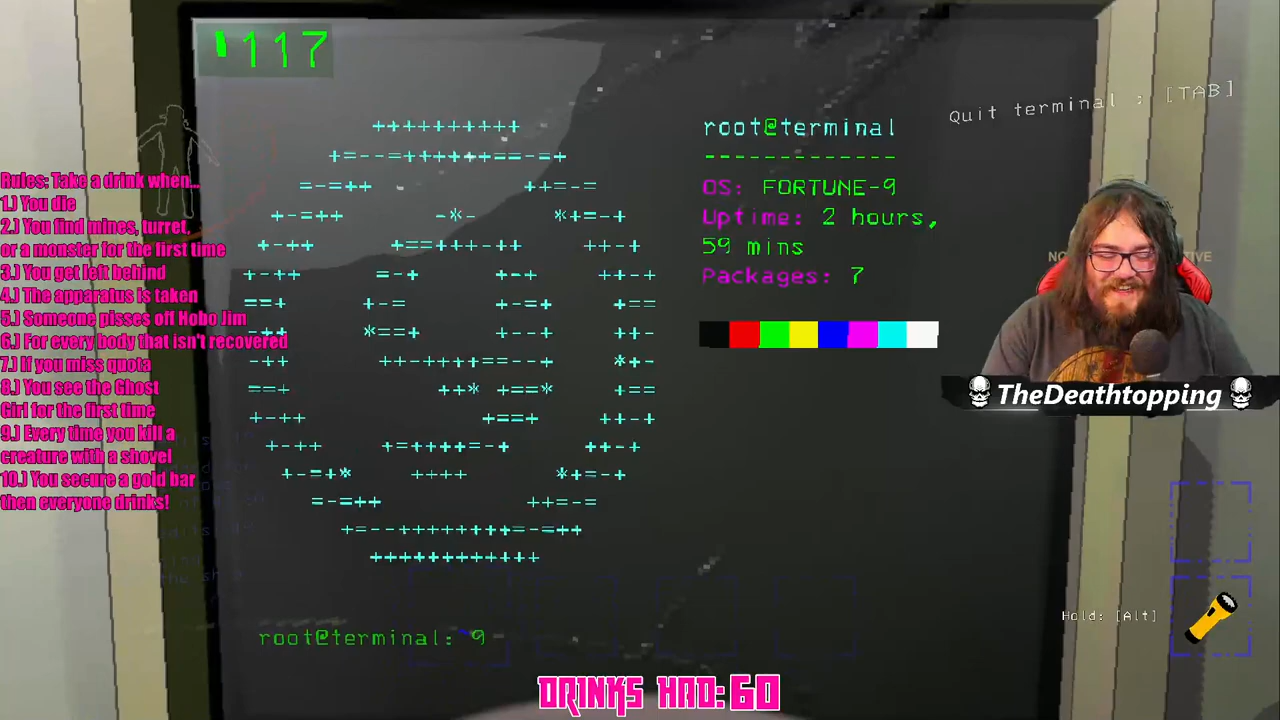 ▮117
Quit terminal : [TAB]
++++++++++
+=--=++++++++==-=+
=-=++ ++=-=
+-=++ -*- *+=-+
+-++ +==+++-++ ++-+
+-++ =-+ +-+ ++-+
==+ +-= +-=+ +==
-++ *==+ +-=+ ++-
-++ ++-++++==--+ *+-
==+ ++* +==* +==
+-++ +==+ ++-+
+-++ +=++++=-+ ++-+
+-=+* ++++ *+=-+
=-=++ ++=-=
+=--++++++++++=-=++
++++++++++++
root@terminal
-------------
OS: FORTUNE-9
Uptime: 2 hours,
59 mins
Packages: 7
root@terminal: 9
Rules: Take a drink when...
1.) You die
2.) You find mines, turret,
or a monster for the first time
3.) You get left behind
4.) The apparatus is taken
5.) Someone pisses off Hobo Jim
6.) For every body that isn't recovered
7.) If you miss quota
8.) You see the Ghost
Girl for the first time
9.) Every time you kill a
creature with a shovel
10.) You secure a gold bar
then everyone drinks!
TheDeathtopping
Hold: [Alt]
DRINKS HAD: 60